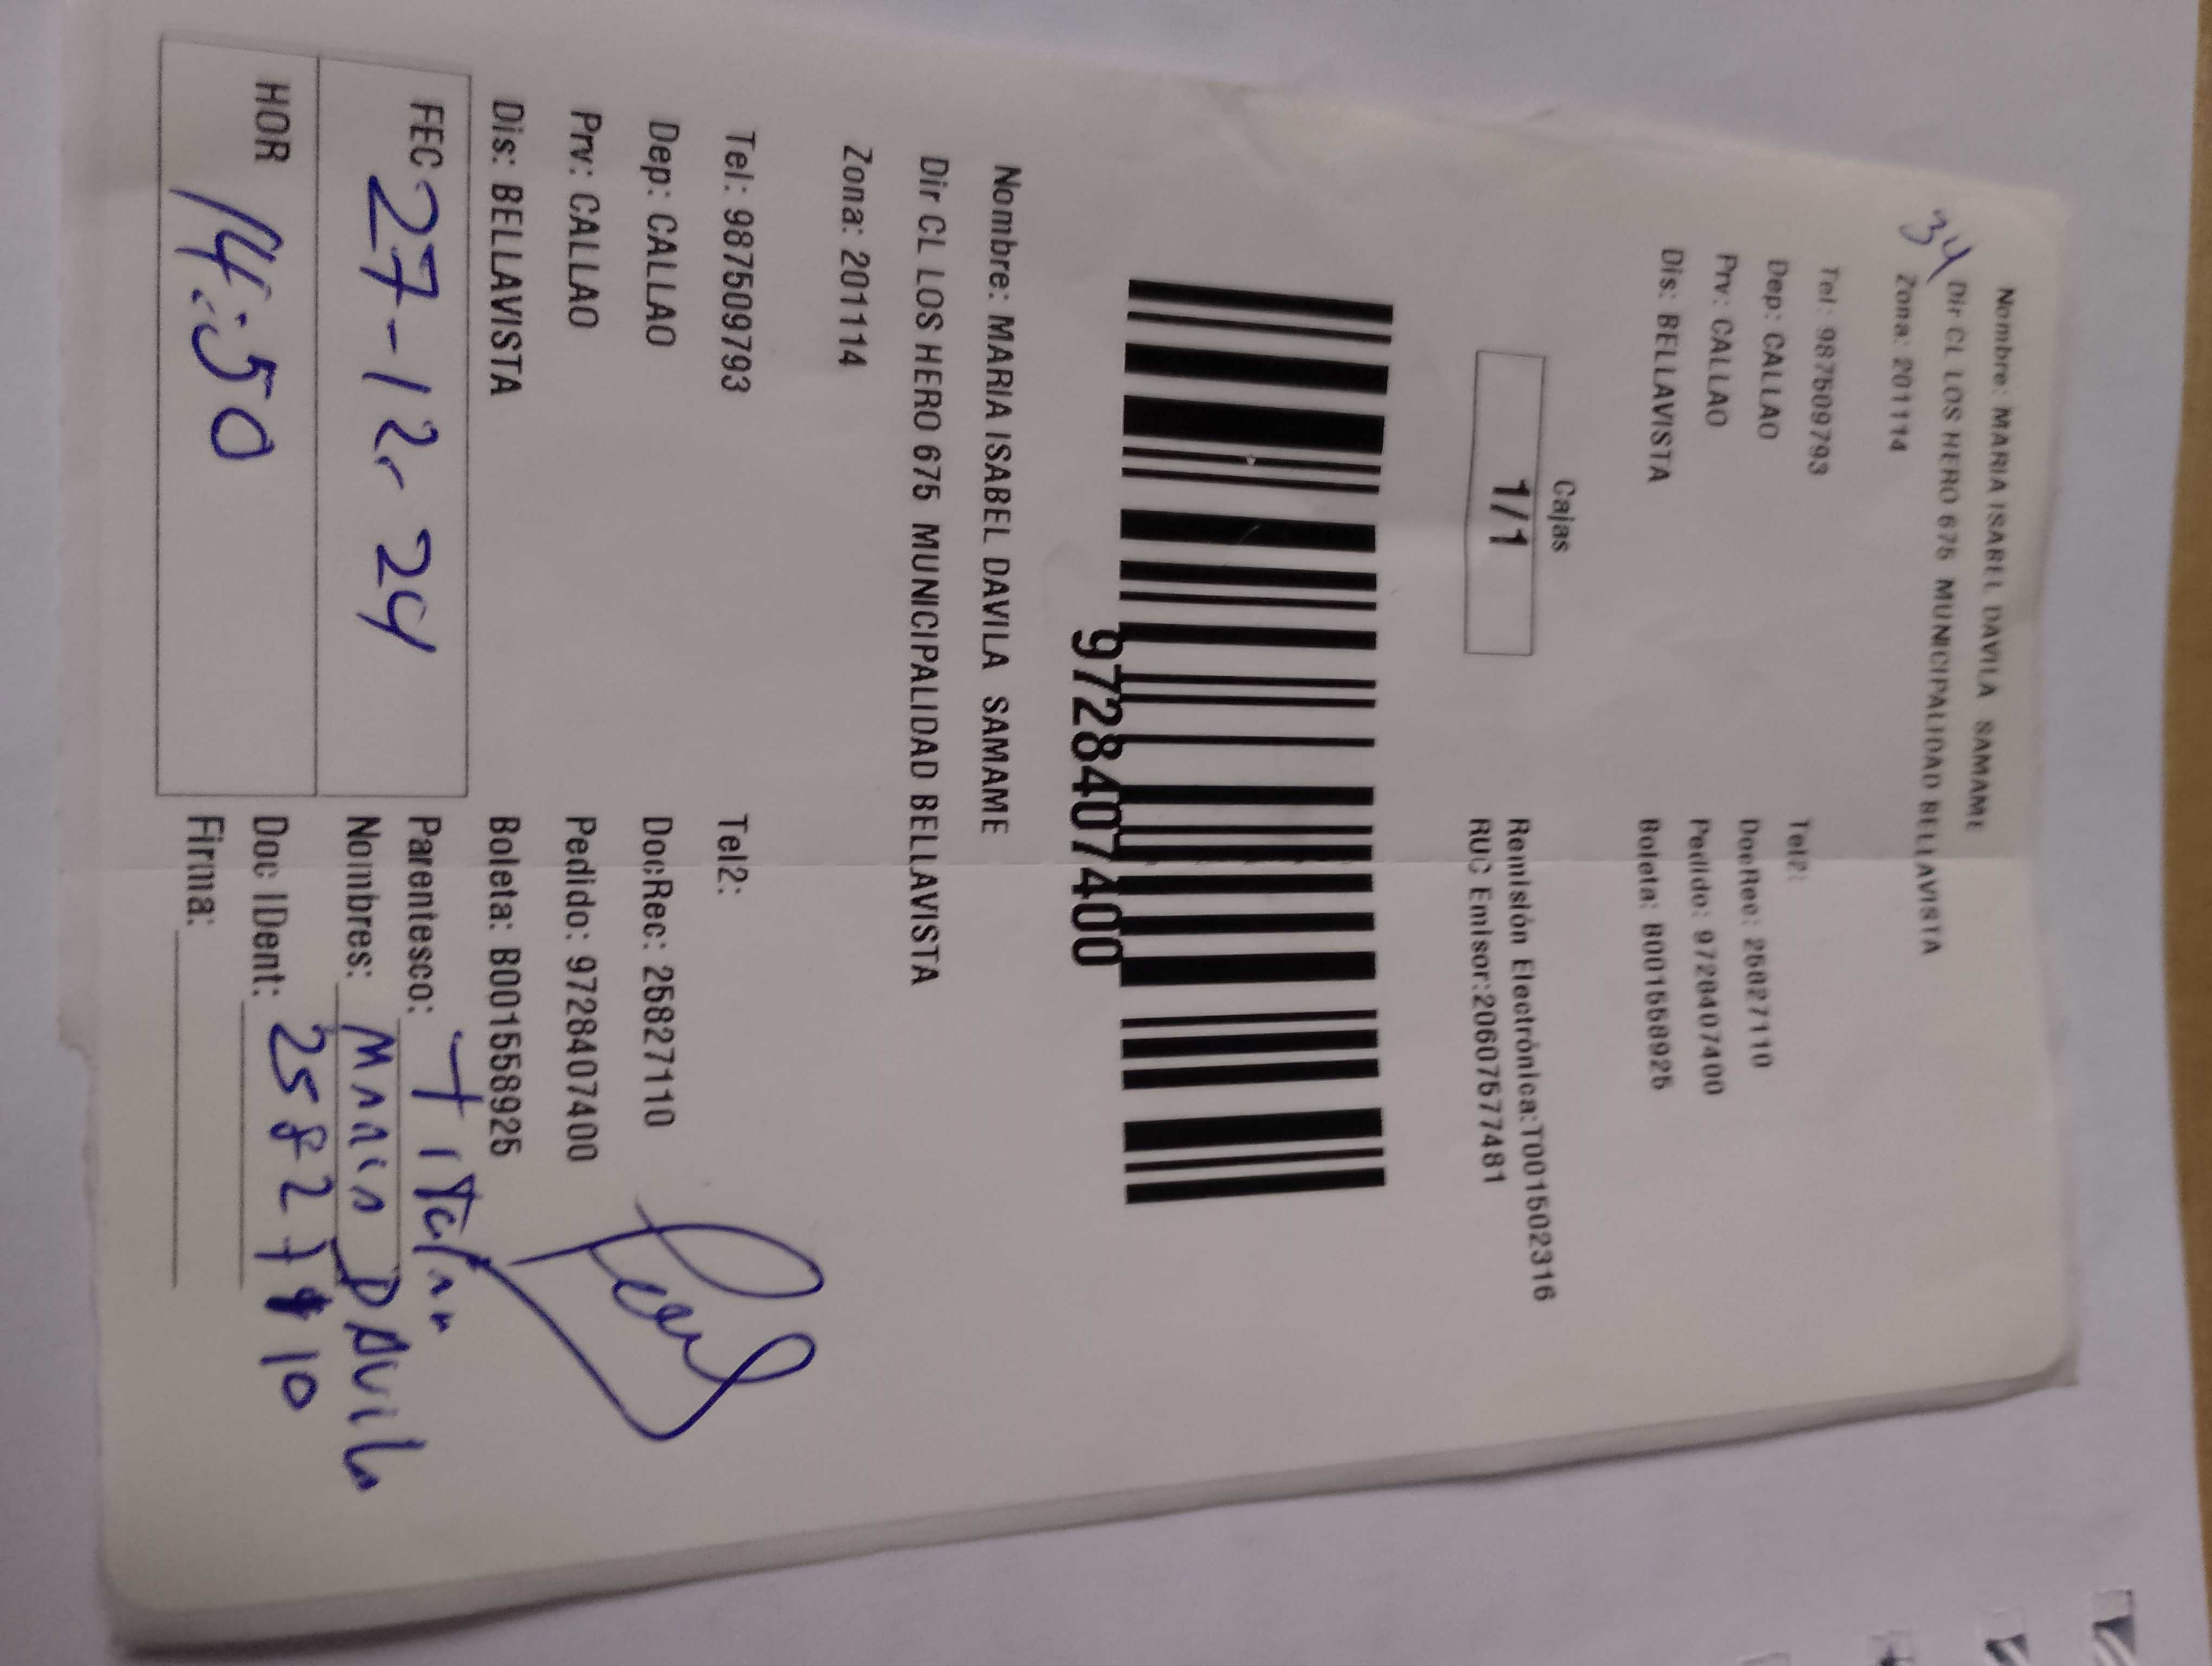 Nombre: MARIA ISABEL DAVILA SAMAME
34 Dir CL LOS HERO 675 MUNICIPALIDAD BELLAVISTA
Zona: 201114
Tel: 987509793 Tel2:
Dep: CALLAO DocRec: 25827110
Prv: CALLAO Pedido: 9728407400
Dis: BELLAVISTA Boleta: B001558925
Cajas Remisión Electrónica:T001502316
1/1 RUC Emisor:20607577481
9728407400
Nombre: MARIA ISABEL DAVILA SAMAME
Dir CL LOS HERO 675 MUNICIPALIDAD BELLAVISTA
Zona: 201114
Tel: 987509793 Tel2:
Dep: CALLAO DocRec: 25827110
Prv: CALLAO Pedido: 9728407400
Dis: BELLAVISTA Boleta: B001558925
FEC 27-12-24 Parentesco: Titular
Nombres: Maria Davila
HOR 14:50 Doc IDent: 25827110
Firma: